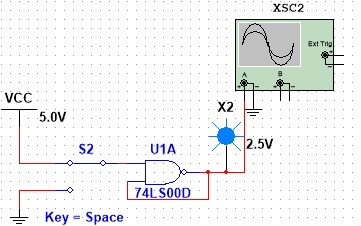 XSC2
Ext Trig
A
B
VCC
5.0V
X2
S2
U1A
2.5V
74LS00D
Key = Space